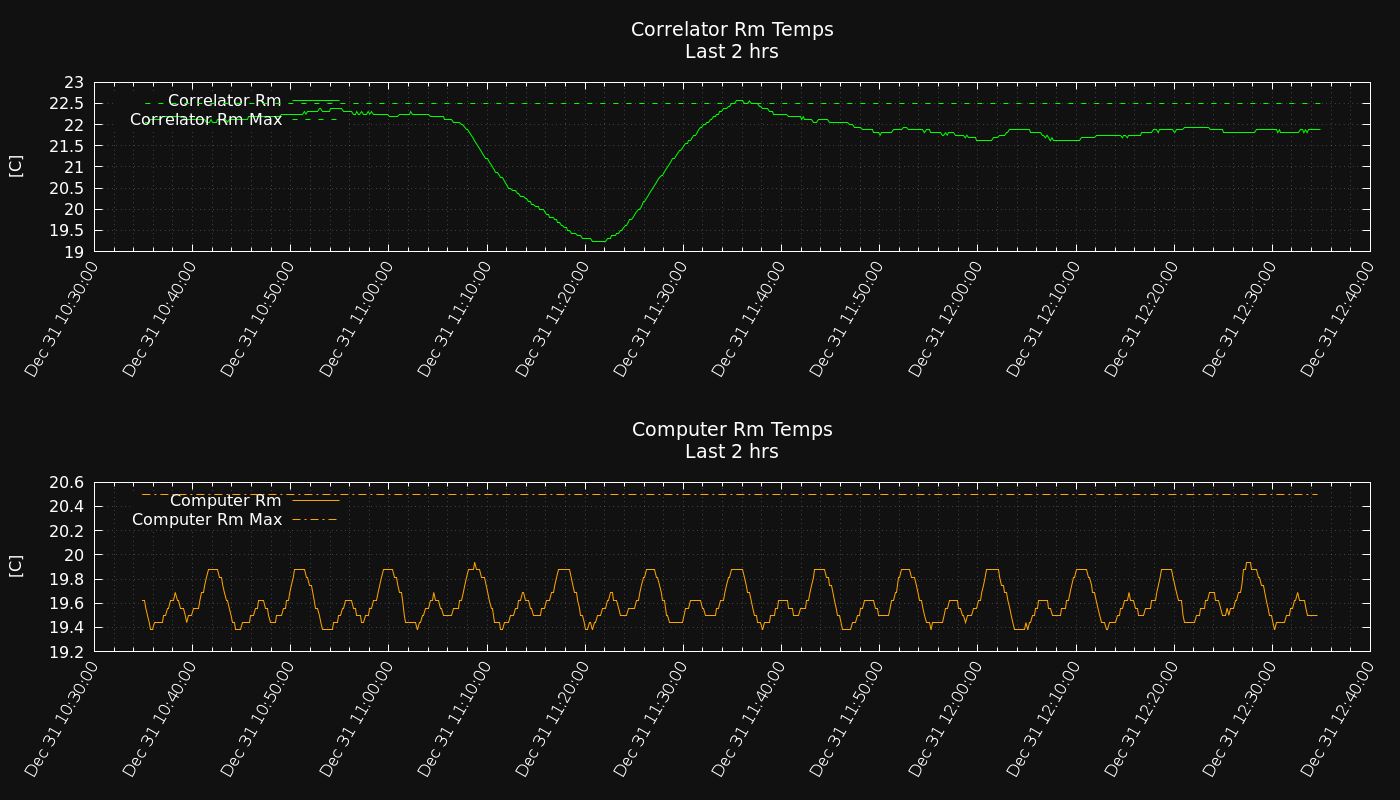 Correlator Rm Temps
Last 2 hrs
[C]
23
22.5
22
21.5
21
20.5
20
19.5
19
Correlator Rm
Correlator Rm Max
Dec 31 10:30:00
Dec 31 10:40:00
Dec 31 10:50:00
Dec 31 11:00:00
Dec 31 11:10:00
Dec 31 11:20:00
Dec 31 11:30:00
Dec 31 11:40:00
Dec 31 11:50:00
Dec 31 12:00:00
Dec 31 12:10:00
Dec 31 12:20:00
Dec 31 12:30:00
Dec 31 12:40:00
Computer Rm Temps
Last 2 hrs
[C]
20.6
20.4
20.2
20
19.8
19.6
19.4
19.2
Computer Rm
Computer Rm Max
Dec 31 10:30:00
Dec 31 10:40:00
Dec 31 10:50:00
Dec 31 11:00:00
Dec 31 11:10:00
Dec 31 11:20:00
Dec 31 11:30:00
Dec 31 11:40:00
Dec 31 11:50:00
Dec 31 12:00:00
Dec 31 12:10:00
Dec 31 12:20:00
Dec 31 12:30:00
Dec 31 12:40:00